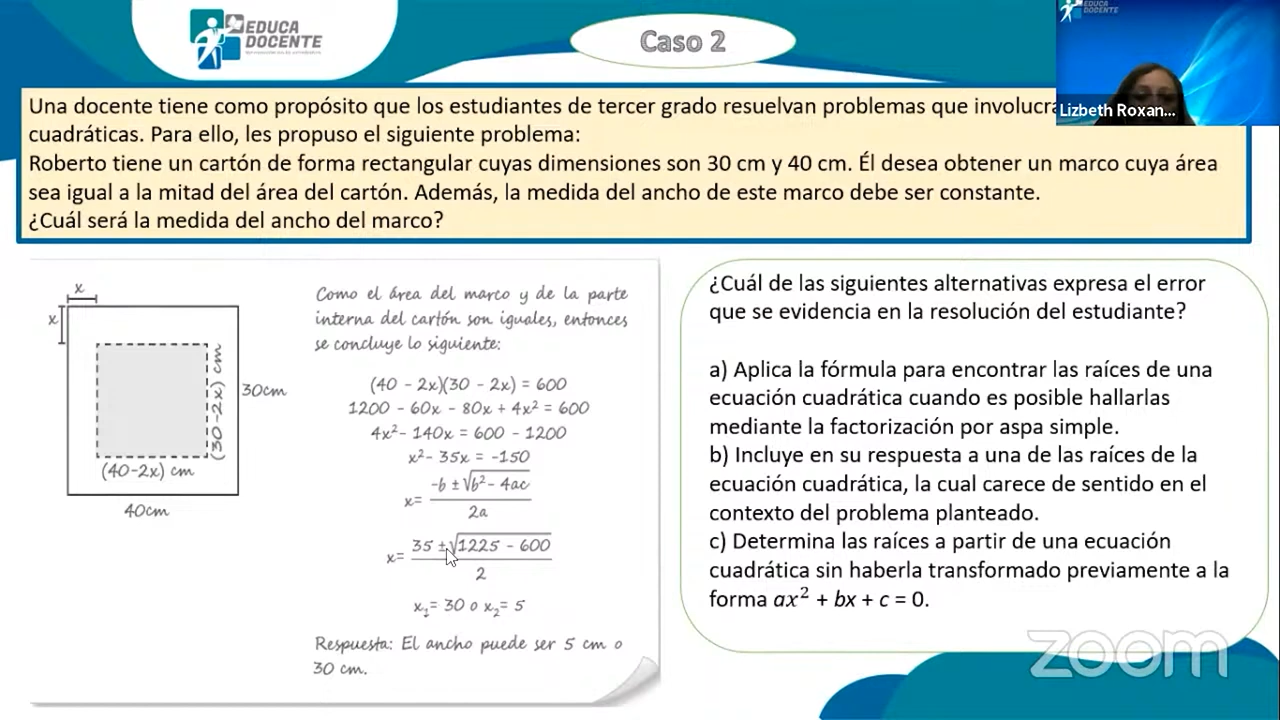 EDUCA
DOCENTE
Caso 2
EDUCA
DOCENTE
Lizbeth Roxan...
Una docente tiene como propósito que los estudiantes de tercer grado resuelvan problemas que involucra
cuadráticas. Para ello, les propuso el siguiente problema:
Roberto tiene un cartón de forma rectangular cuyas dimensiones son 30 cm y 40 cm. Él desea obtener un marco cuya área
sea igual a la mitad del área del cartón. Además, la medida del ancho de este marco debe ser constante.
¿Cuál será la medida del ancho del marco?
x
x
30cm
(30-2x) cm
(40-2x) cm
40cm
Como el área del marco y de la parte
interna del cartón son iguales, entonces
se concluye lo siguiente:
(40 - 2x)(30 - 2x) = 600
1200 - 60x - 80x + 4x² = 600
4x² - 140x = 600 - 1200
x² - 35x = -150
x= -b ± √b² - 4ac
2a
x= 35 ± √1225 - 600
2
x₁= 30 o x₂= 5
Respuesta: El ancho puede ser 5 cm o
30 cm.
¿Cuál de las siguientes alternativas expresa el error
que se evidencia en la resolución del estudiante?
a) Aplica la fórmula para encontrar las raíces de una
ecuación cuadrática cuando es posible hallarlas
mediante la factorización por aspa simple.
b) Incluye en su respuesta a una de las raíces de la
ecuación cuadrática, la cual carece de sentido en el
contexto del problema planteado.
c) Determina las raíces a partir de una ecuación
cuadrática sin haberla transformado previamente a la
forma ax² + bx + c = 0.
zoom